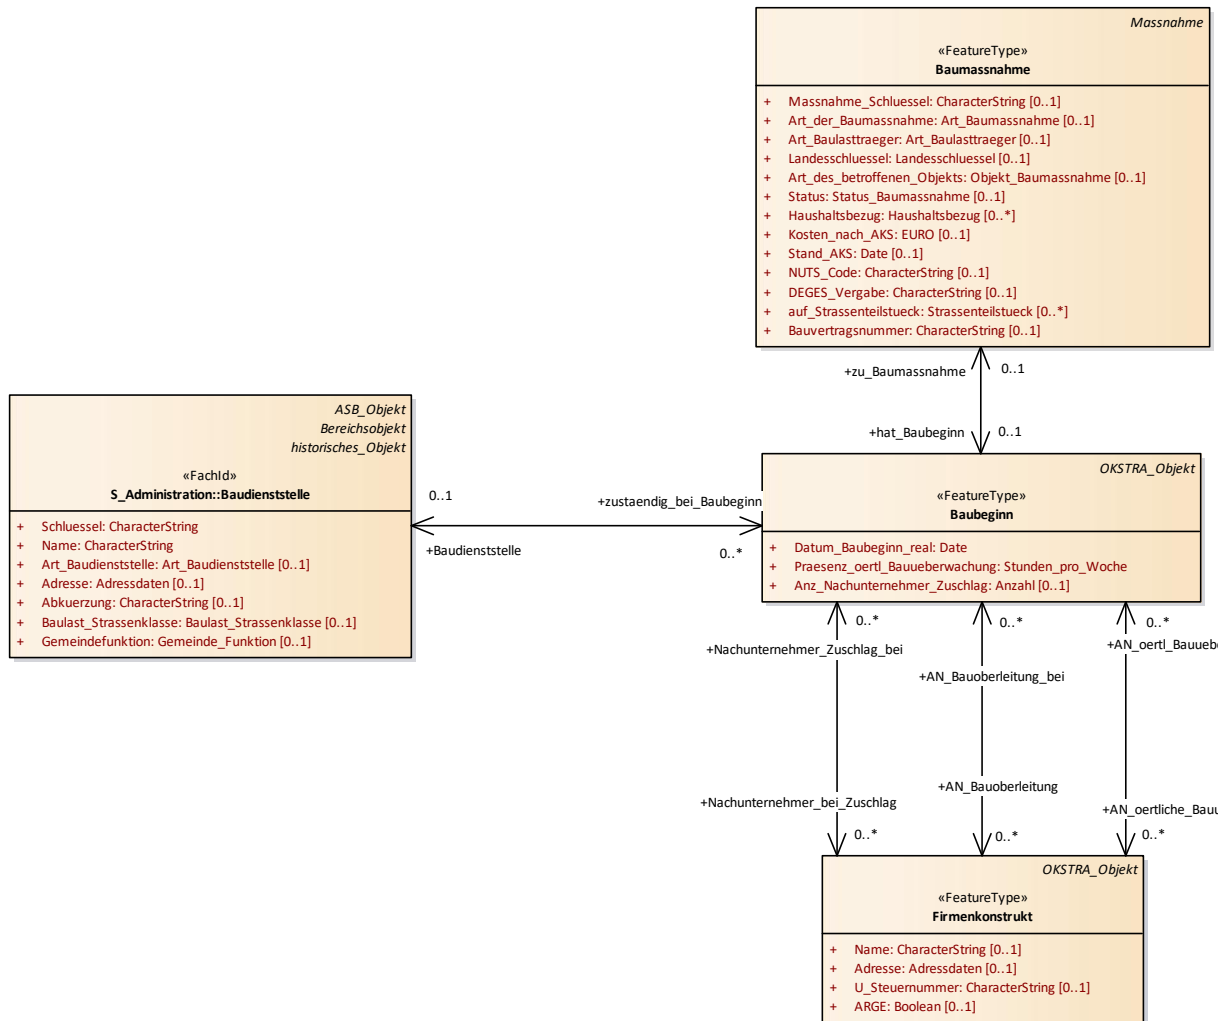 Massnahme
«FeatureType»
Baumassnahme
+ Massnahme_Schluessel: CharacterString [0..1]
+ Art_der_Baumassnahme: Art_Baumassnahme [0..1]
+ Art_Baulasttraeger: Art_Baulasttraeger [0..1]
+ Landesschluessel: Landesschluessel [0..1]
+ Art_des_betroffenen_Objekts: Objekt_Baumassnahme [0..1]
+ Status: Status_Baumassnahme [0..1]
+ Haushaltsbezug: Haushaltsbezug [0..*]
+ Kosten_nach_AKS: EURO [0..1]
+ Stand_AKS: Date [0..1]
+ NUTS_Code: CharacterString [0..1]
+ DEGES_Vergabe: CharacterString [0..1]
+ auf_Strassenteilstueck: Strassenteilstueck [0..*]
+ Bauvertragsnummer: CharacterString [0..1]
+zu_Baumassnahme 0..1
+hat_Baubeginn 0..1
ASB_Objekt
Bereichsobjekt
historisches_Objekt
«FachId»
S_Administration::Baudienststelle
+ Schluessel: CharacterString
+ Name: CharacterString
+ Art_Baudienststelle: Art_Baudienststelle [0..1]
+ Adresse: Adressdaten [0..1]
+ Abkuerzung: CharacterString [0..1]
+ Baulast_Strassenklasse: Baulast_Strassenklasse [0..1]
+ Gemeindefunktion: Gemeinde_Funktion [0..1]
0..1 +zustaendig_bei_Baubeginn
+Baudienststelle 0..*
OKSTRA_Objekt
«FeatureType»
Baubeginn
+ Datum_Baubeginn_real: Date
+ Praesenz_oertl_Bauueberwachung: Stunden_pro_Woche
+ Anz_Nachunternehmer_Zuschlag: Anzahl [0..1]
0..* 0..* 0..*
+Nachunternehmer_Zuschlag_bei
+AN_Bauoberleitung_bei
+AN_oertl_Bauueb
+Nachunternehmer_bei_Zuschlag
+AN_Bauoberleitung
+AN_oertliche_Bauu
0..* 0..* 0..*
OKSTRA_Objekt
«FeatureType»
Firmenkonstrukt
+ Name: CharacterString [0..1]
+ Adresse: Adressdaten [0..1]
+ U_Steuernummer: CharacterString [0..1]
+ ARGE: Boolean [0..1]